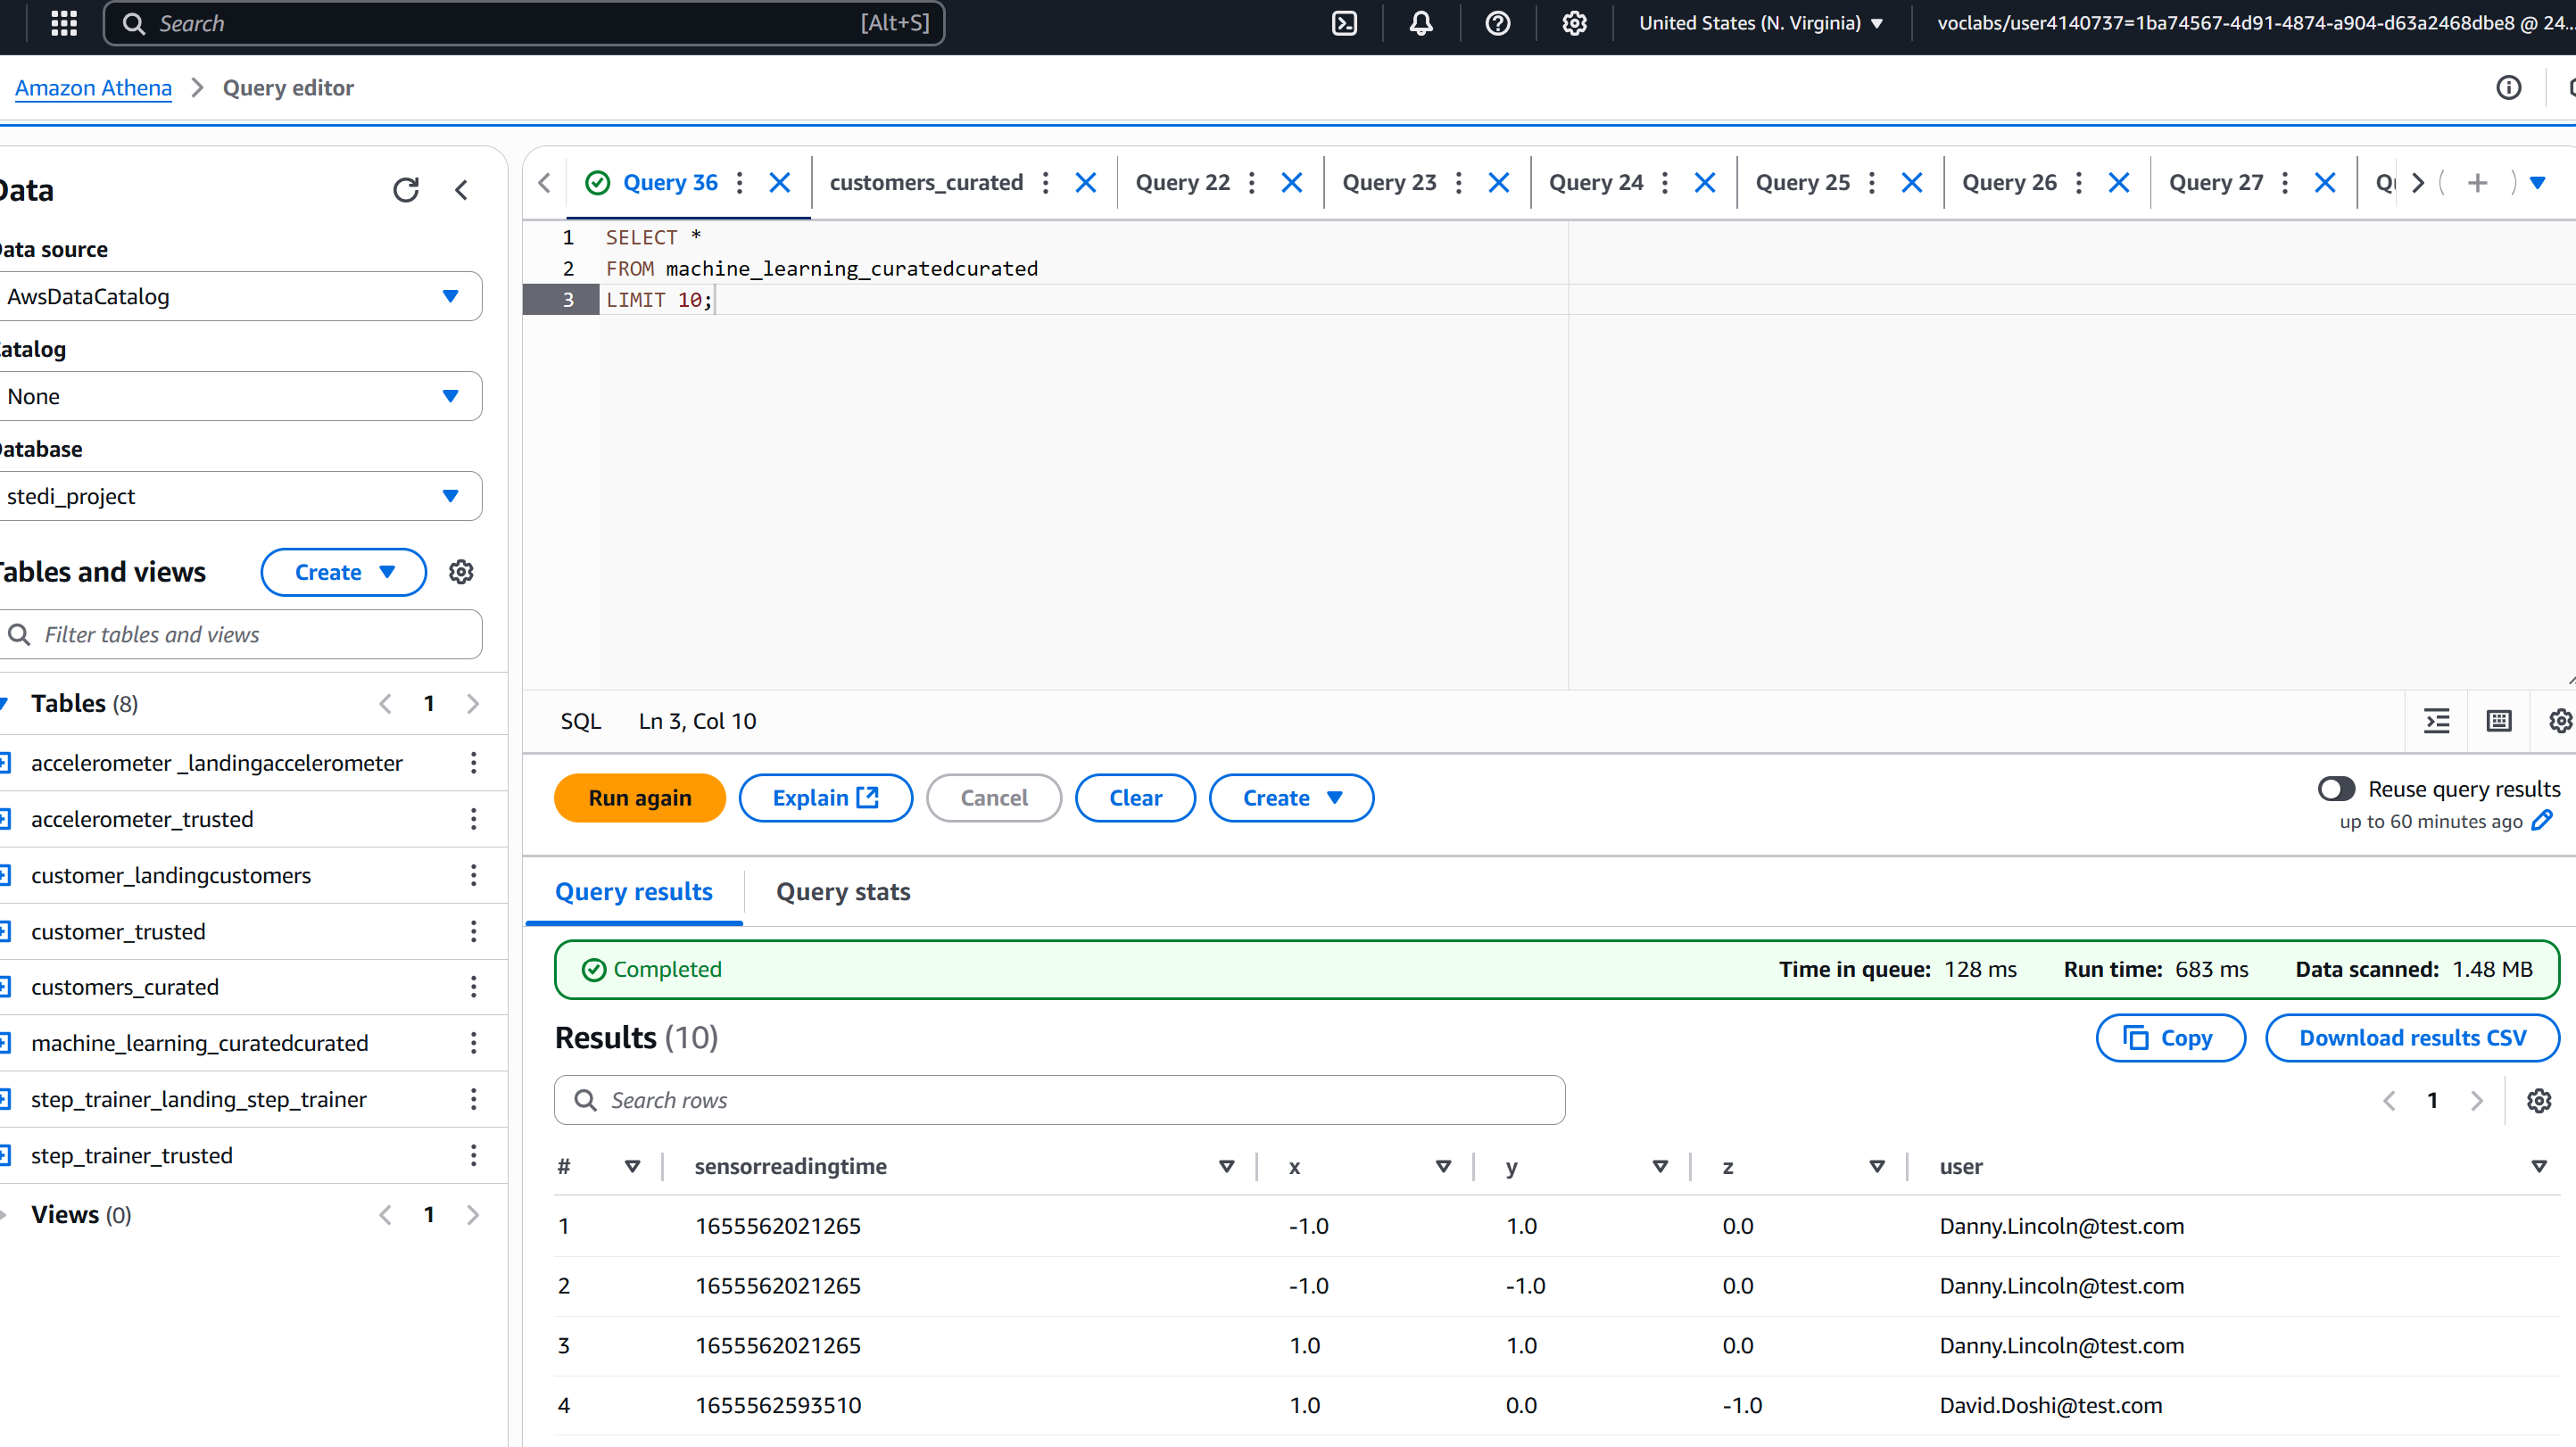 Search [Alt+S] United States (N. Virginia) voclabs/user4140737=1ba74567-4d91-4874-a904-d63a2468dbe8 @ 24...
Amazon Athena Query editor
Data
Data source
AwsDataCatalog
Catalog
None
Database
stedi_project
Tables and views Create
Filter tables and views
Tables (8) 1
accelerometer _landingaccelerometer
accelerometer_trusted
customer_landingcustomers
customer_trusted
customers_curated
machine_learning_curatedcurated
step_trainer_landing_step_trainer
step_trainer_trusted
Views (0) 1
Query 36 customers_curated Query 22 Query 23 Query 24 Query 25 Query 26 Query 27
1 SELECT *
2 FROM machine_learning_curatedcurated
3 LIMIT 10;
SQL Ln 3, Col 10
Run again Explain Cancel Clear Create Reuse query results
up to 60 minutes ago
Query results Query stats
Completed Time in queue: 128 ms Run time: 683 ms Data scanned: 1.48 MB
Results (10) Copy Download results CSV
Search rows 1
# sensorreadingtime x y z user
1 1655562021265 -1.0 1.0 0.0 Danny.Lincoln@test.com
2 1655562021265 -1.0 -1.0 0.0 Danny.Lincoln@test.com
3 1655562021265 1.0 1.0 0.0 Danny.Lincoln@test.com
4 1655562593510 1.0 0.0 -1.0 David.Doshi@test.com